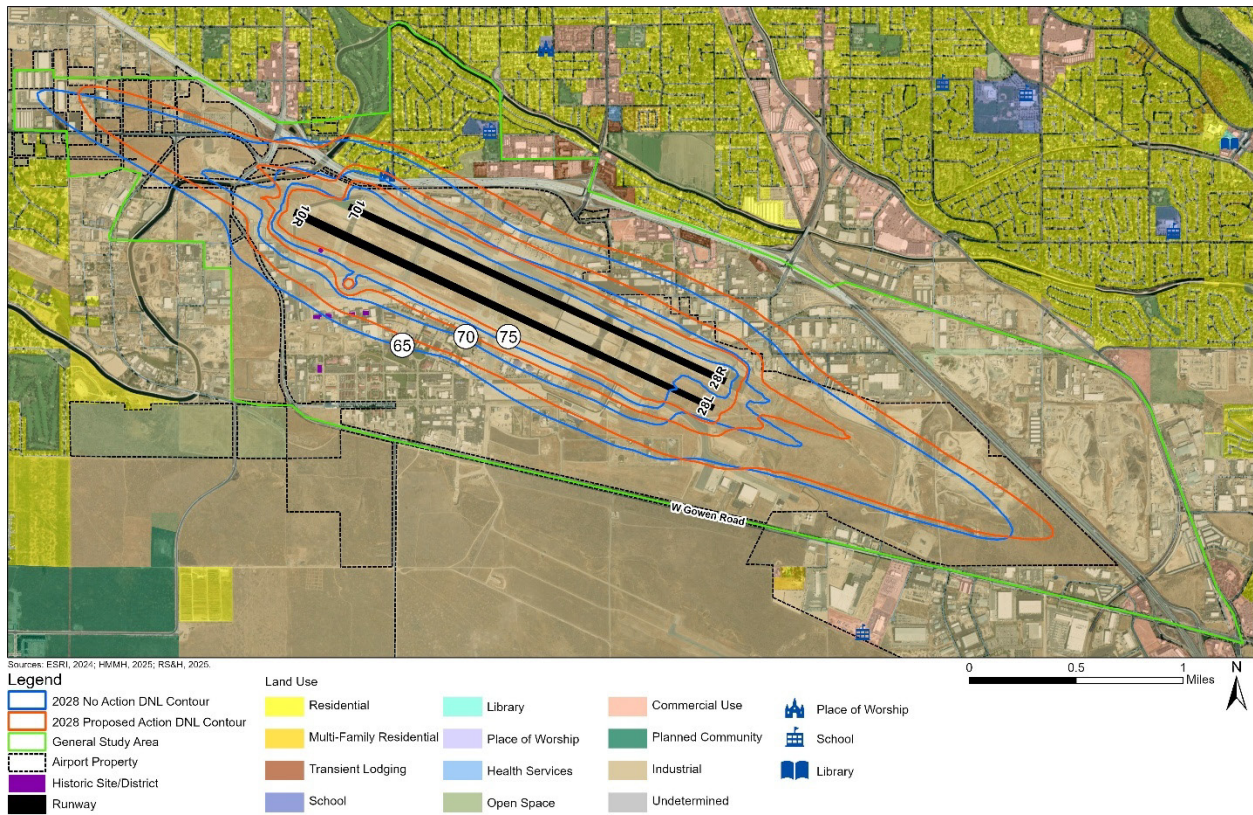 10R
10L
65
70
75
28L
28R
W Gowen Road
Sources: ESRI, 2024; HMMH, 2025; RS&H, 2025.
0 0.5 1
Miles
N
Legend
2028 No Action DNL Contour
2028 Proposed Action DNL Contour
General Study Area
Airport Property
Historic Site/District
Runway
Land Use
Residential
Multi-Family Residential
Transient Lodging
School
Library
Place of Worship
Health Services
Open Space
Commercial Use
Planned Community
Industrial
Undetermined
Place of Worship
School
Library